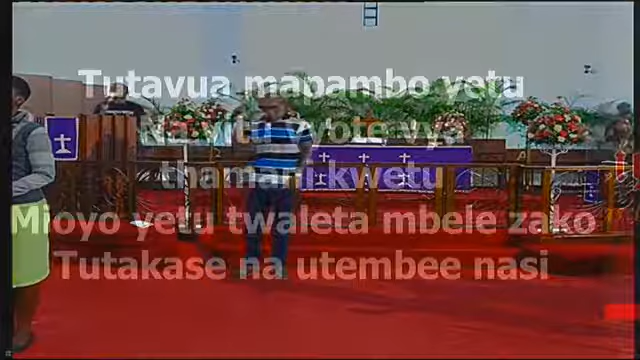 Tutavua mapambo yetu
Na vitu vyote vya
thamani kwetu
Mioyo yetu twaleta mbele zako
Tutakase na utembee nasi